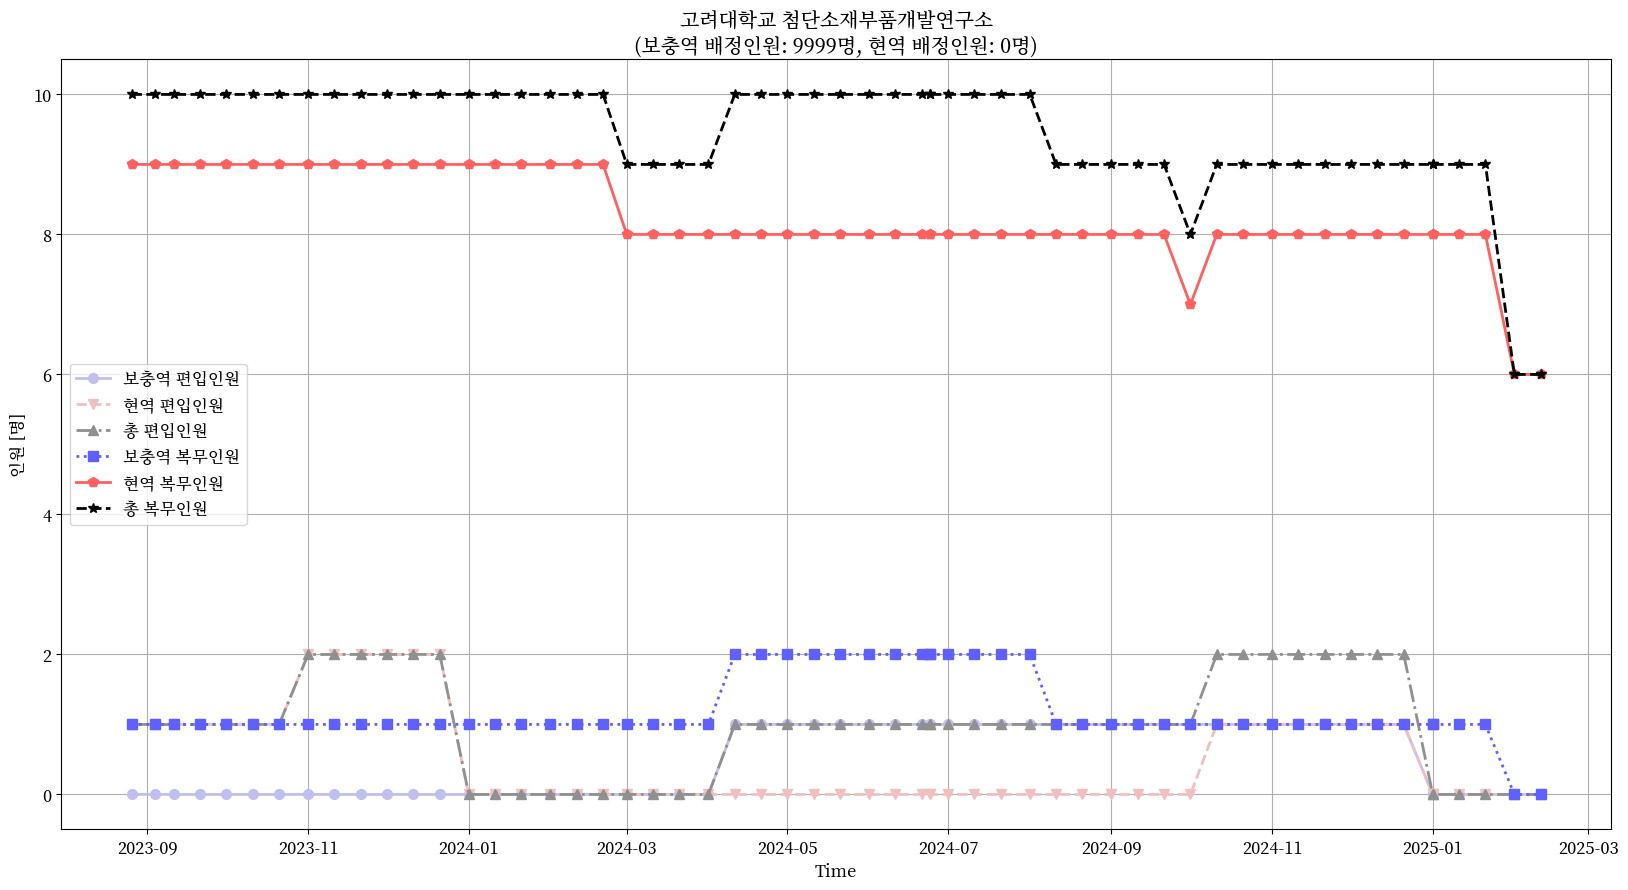 고려대학교 첨단소재부품개발연구소
(보충역 배정인원: 9999명, 현역 배정인원: 0명)
인원 [명]
10
8
6
4
2
0
보충역 편입인원
현역 편입인원
총 편입인원
보충역 복무인원
현역 복무인원
총 복무인원
2023-09
2023-11
2024-01
2024-03
2024-05
2024-07
2024-09
2024-11
2025-01
2025-03
Time